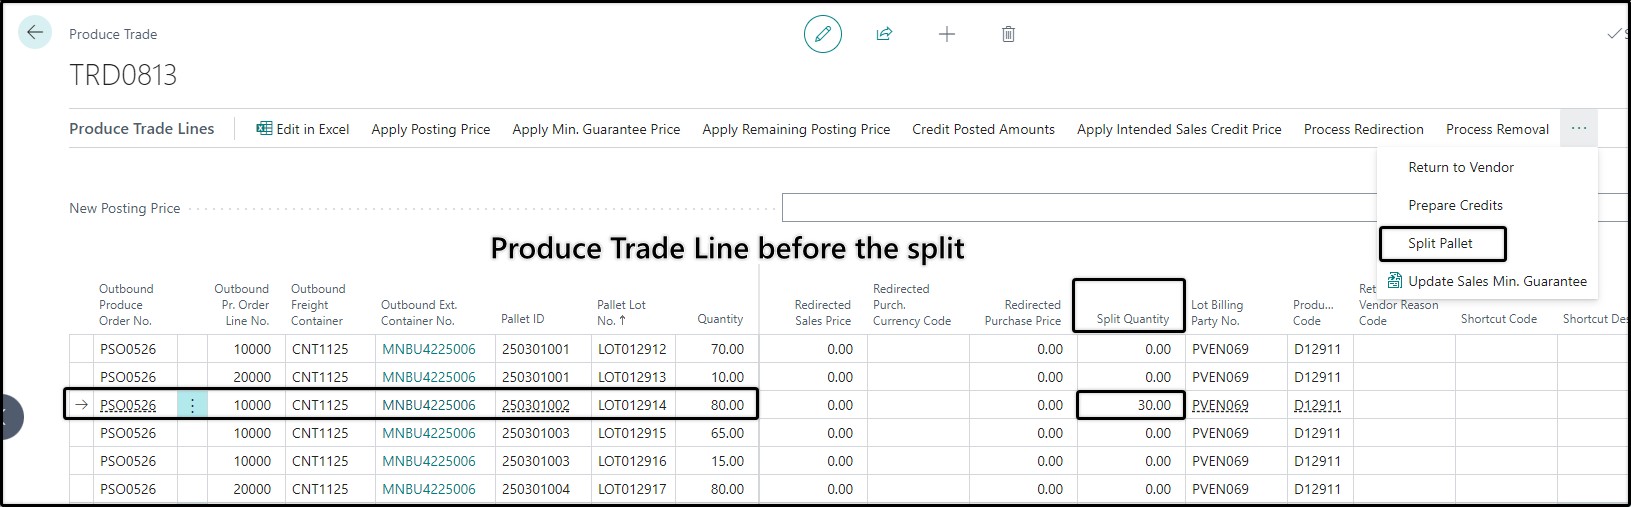 Produce Trade
TRD0813
Produce Trade Lines Edit in Excel Apply Posting Price Apply Min. Guarantee Price Apply Remaining Posting Price Credit Posted Amounts Apply Intended Sales Credit Price Process Redirection Process Removal ...
Return to Vendor
Prepare Credits
Split Pallet
Update Sales Min. Guarantee
New Posting Price
Produce Trade Line before the split
Outbound Produce Order No. Outbound Pr. Order Line No. Outbound Freight Container Outbound Ext. Container No. Pallet ID Pallet Lot No. ↑ Quantity Redirected Sales Price Redirected Purch. Currency Code Redirected Purchase Price Split Quantity Lot Billing Party No. Produ... Code Vendor Reason Code Shortcut Code
PSO0526 10000 CNT1125 MNBU4225006 250301001 LOT012912 70.00 0.00 0.00 0.00 PVEN069 D12911
PSO0526 20000 CNT1125 MNBU4225006 250301001 LOT012913 10.00 0.00 0.00 0.00 PVEN069 D12911
PSO0526 10000 CNT1125 MNBU4225006 250301002 LOT012914 80.00 0.00 0.00 30.00 PVEN069 D12911
PSO0526 10000 CNT1125 MNBU4225006 250301003 LOT012915 65.00 0.00 0.00 0.00 PVEN069 D12911
PSO0526 10000 CNT1125 MNBU4225006 250301003 LOT012916 15.00 0.00 0.00 0.00 PVEN069 D12911
PSO0526 20000 CNT1125 MNBU4225006 250301004 LOT012917 80.00 0.00 0.00 0.00 PVEN069 D12911